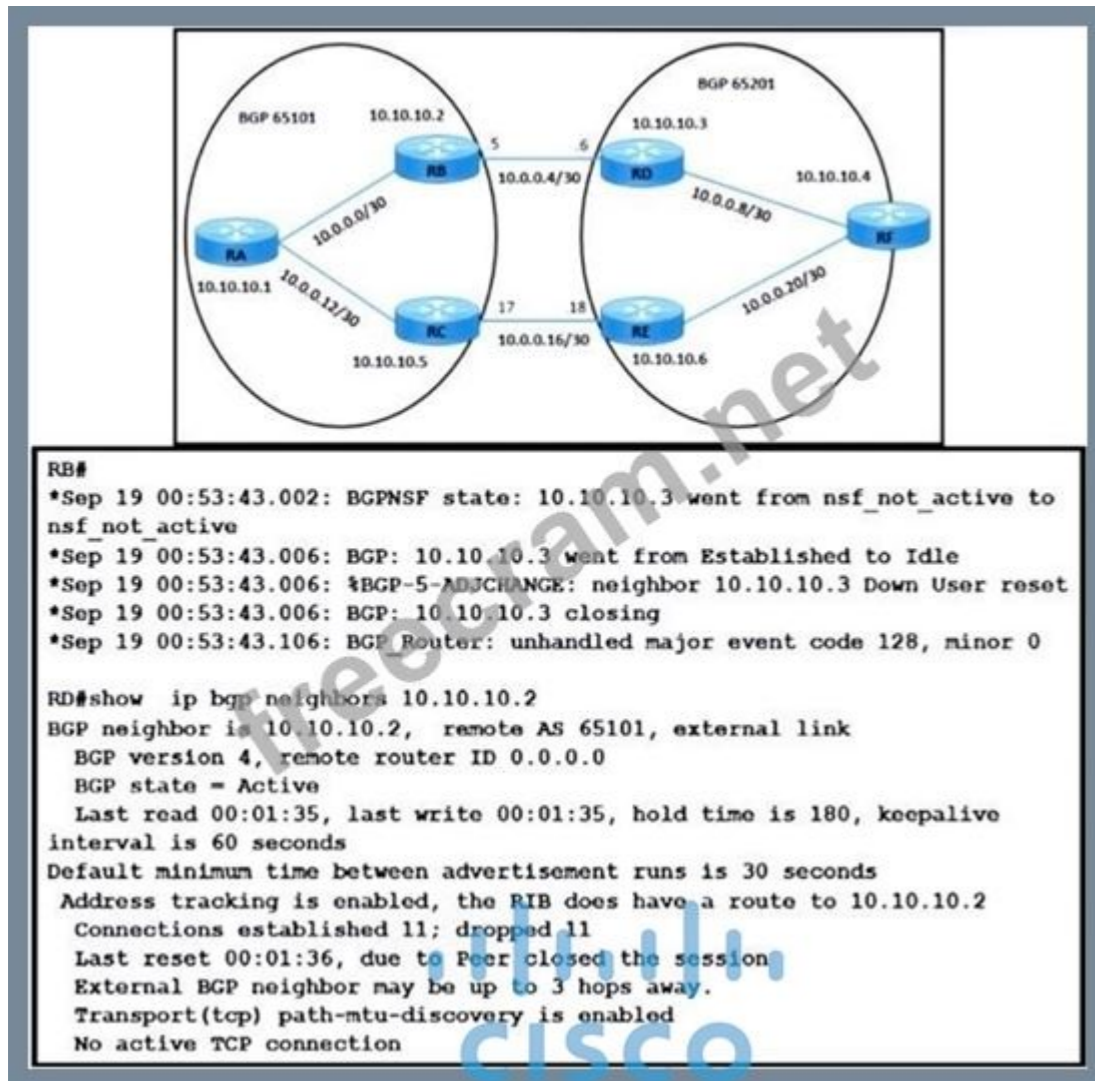 BGP 65101
BGP 65201
10.10.10.2
10.10.10.3
5
.6
RB
10.0.0.4/30
RD
10.10.10.4
10.0.0.0/30
10.0.0.8/30
RA
RF
10.10.10.1
10.0.0.12/30
10.0.0.20/30
17
18
RC
10.0.0.16/30
RE
10.10.10.5
10.10.10.6
freecram.net
RB#
*Sep 19 00:53:43.002: BGPNSF state: 10.10.10.3 went from nsf_not_active to
nsf_not_active
*Sep 19 00:53:43.006: BGP: 10.10.10.3 went from Established to Idle
*Sep 19 00:53:43.006: %BGP-5-ADJCHANGE: neighbor 10.10.10.3 Down User reset
*Sep 19 00:53:43.006: BGP: 10.10.10.3 closing
*Sep 19 00:53:43.106: BGP_Router: unhandled major event code 128, minor 0
RD#show ip bgp neighbors 10.10.10.2
BGP neighbor is 10.10.10.2, remote AS 65101, external link
BGP version 4, remote router ID 0.0.0.0
BGP state = Active
Last read 00:01:35, last write 00:01:35, hold time is 180, keepalive
interval is 60 seconds
Default minimum time between advertisement runs is 30 seconds
Address tracking is enabled, the RIB does have a route to 10.10.10.2
Connections established 11; dropped 11
Last reset 00:01:36, due to Peer closed the session
External BGP neighbor may be up to 3 hops away.
Transport(tcp) path-mtu-discovery is enabled
No active TCP connection
CISCO